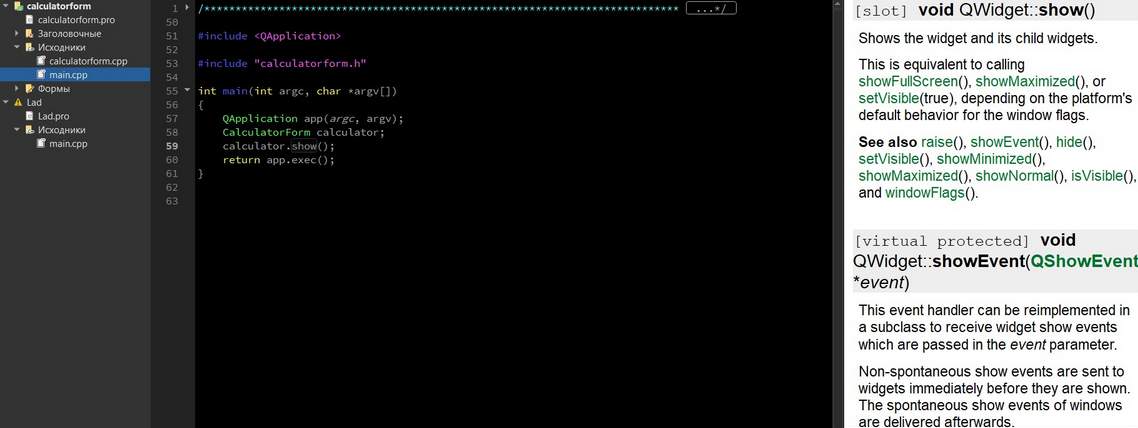 calculatorform
calculatorform.pro
Заголовочные
Исходники
calculatorform.cpp
main.cpp
Формы
Lad
Lad.pro
Исходники
main.cpp
1 /*************************************************************************** ...*/
50
51 #include <QApplication>
52
53 #include "calculatorform.h"
54
55 int main(int argc, char *argv[])
56 {
57 QApplication app(argc, argv);
58 CalculatorForm calculator;
59 calculator.show();
60 return app.exec();
61 }
62
63
[slot] void QWidget::show()
Shows the widget and its child widgets.
This is equivalent to calling
showFullScreen(), showMaximized(), or
setVisible(true), depending on the platform's
default behavior for the window flags.
See also raise(), showEvent(), hide(),
setVisible(), showMinimized(),
showMaximized(), showNormal(), isVisible(),
and windowFlags().
[virtual protected] void
QWidget::showEvent(QShowEvent
*event)
This event handler can be reimplemented in
a subclass to receive widget show events
which are passed in the event parameter.
Non-spontaneous show events are sent to
widgets immediately before they are shown.
The spontaneous show events of windows
are delivered afterwards.